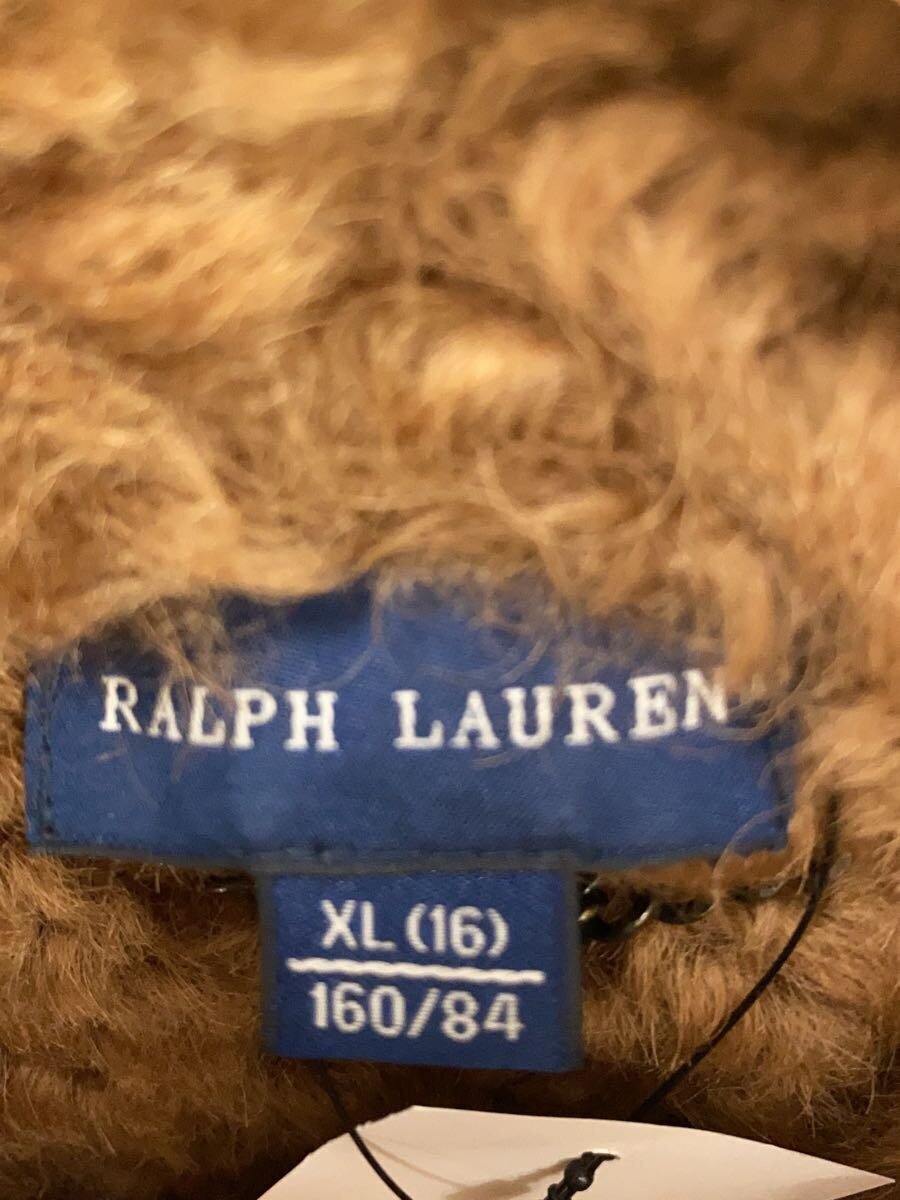 RALPH LAUREN
XL (16)
160/84